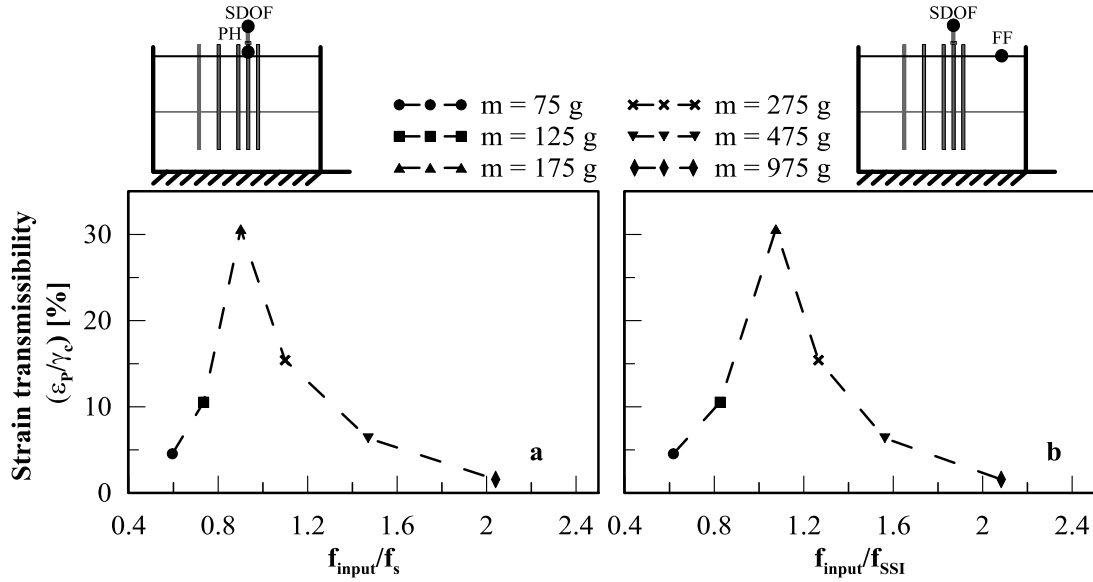 SDOF
PH
SDOF
FF
m = 75 g
m = 125 g
m = 175 g
m = 275 g
m = 475 g
m = 975 g
Strain transmissibility
(εP/γc) [%]
30
20
10
0
a
0.4 0.8 1.2 1.6 2 2.4
finput/fs
b
0.4 0.8 1.2 1.6 2 2.4
finput/fSSI